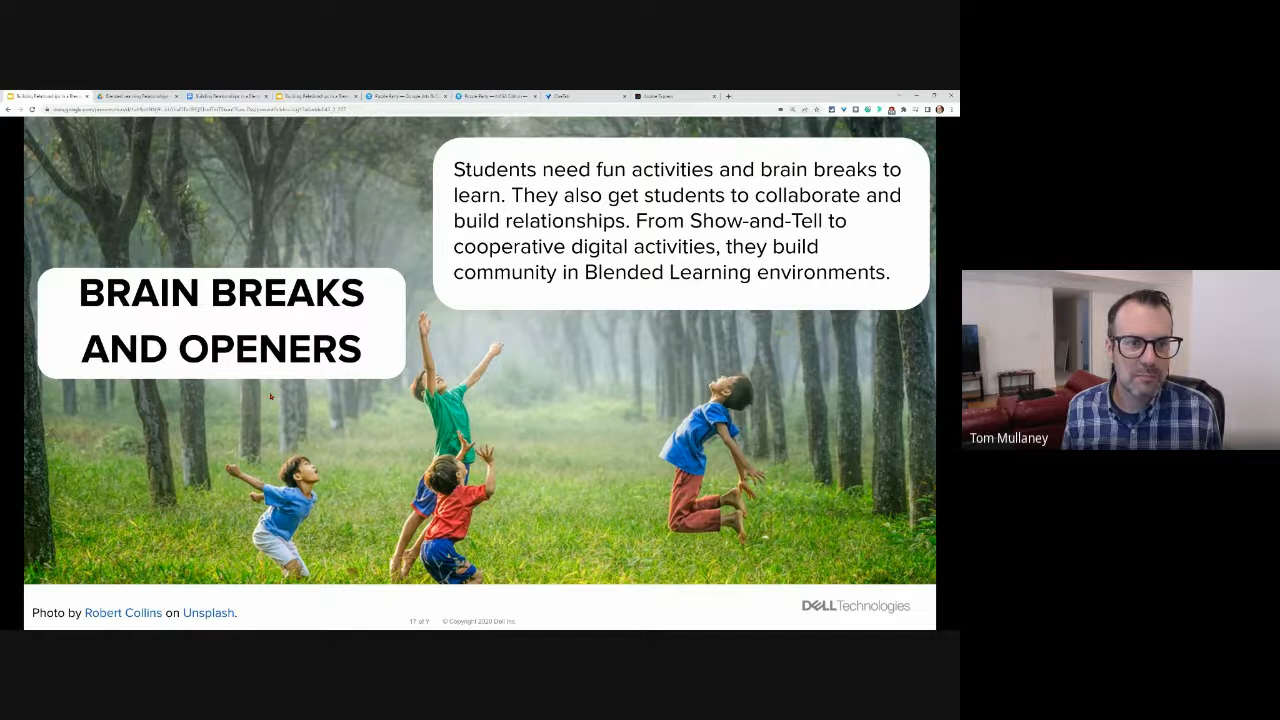 Students need fun activities and brain breaks to
learn. They also get students to collaborate and
build relationships. From Show-and-Tell to
cooperative digital activities, they build
community in Blended Learning environments.
BRAIN BREAKS
AND OPENERS
Tom Mullaney
Photo by Robert Collins on Unsplash.
DELL Technologies
17 of Y © Copyright 2020 Dell Inc.